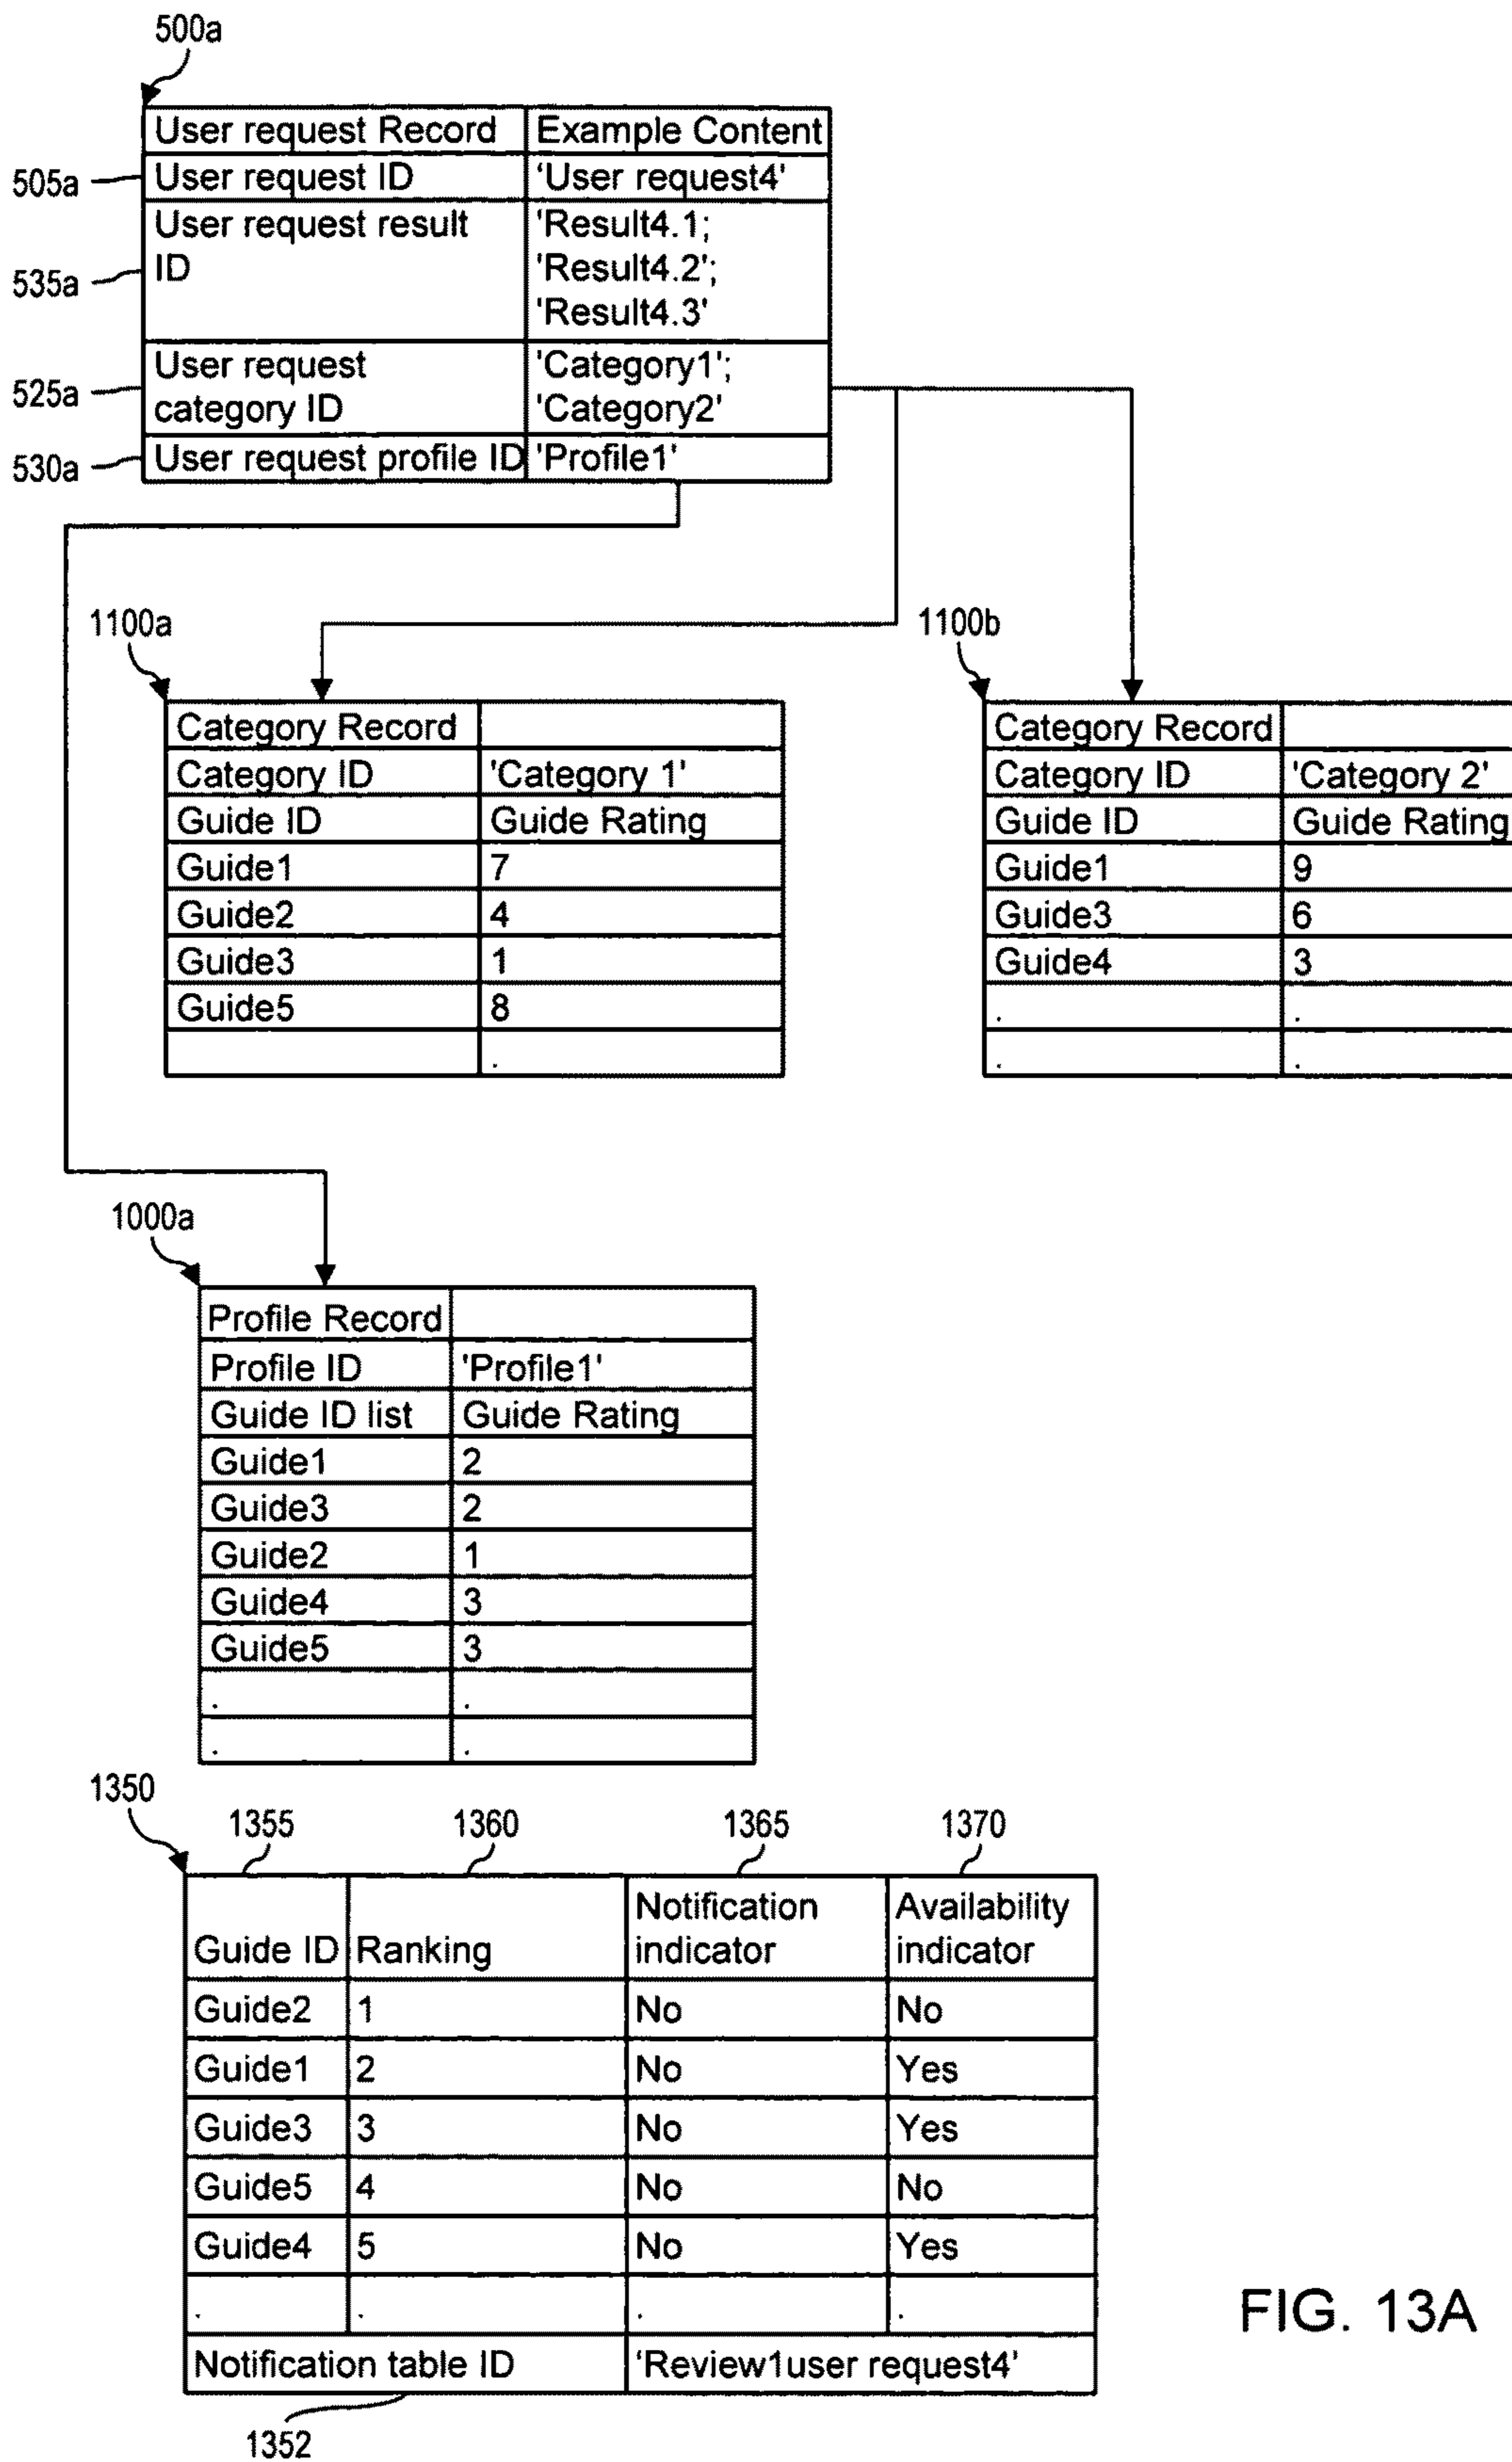 500a
User request Record Example Content
505a User request ID 'User request4'
User request result 'Result4.1;
535a ID 'Result4.2';
'Result4.3'
User request 'Category1';
525a category ID 'Category2'
530a User request profile ID 'Profile1'
1100a 1100b
Category Record Category Record
Category ID 'Category 1' Category ID 'Category 2'
Guide ID Guide Rating Guide ID Guide Rating
Guide1 7 Guide1 9
Guide2 4 Guide3 6
Guide3 1 Guide4 3
Guide5 8 . .
. . .
1000a
Profile Record
Profile ID 'Profile1'
Guide ID list Guide Rating
Guide1 2
Guide3 2
Guide2 1
Guide4 3
Guide5 3
. .
. .
1350 1355 1360 1365 1370
Notification Availability
Guide ID Ranking indicator indicator
Guide2 1 No No
Guide1 2 No Yes
Guide3 3 No Yes
Guide5 4 No No
Guide4 5 No Yes
. . . .
Notification table ID 'Review1user request4'
1352
FIG. 13A